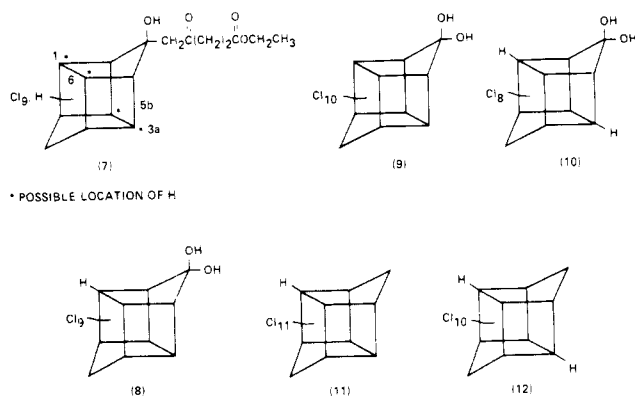 OH O O
CH₂C(CH₂)₂COCH₂CH₃
1 *
6 *
Cl₉, H
5b
*
* 3a
(7)
OH
OH
Cl₁₀
(9)
H OH
OH
Cl₈
H
(10)
* POSSIBLE LOCATION OF H
OH
H OH
Cl₉
(8)
H
Cl₁₁
(11)
H
Cl₁₀
H
(12)